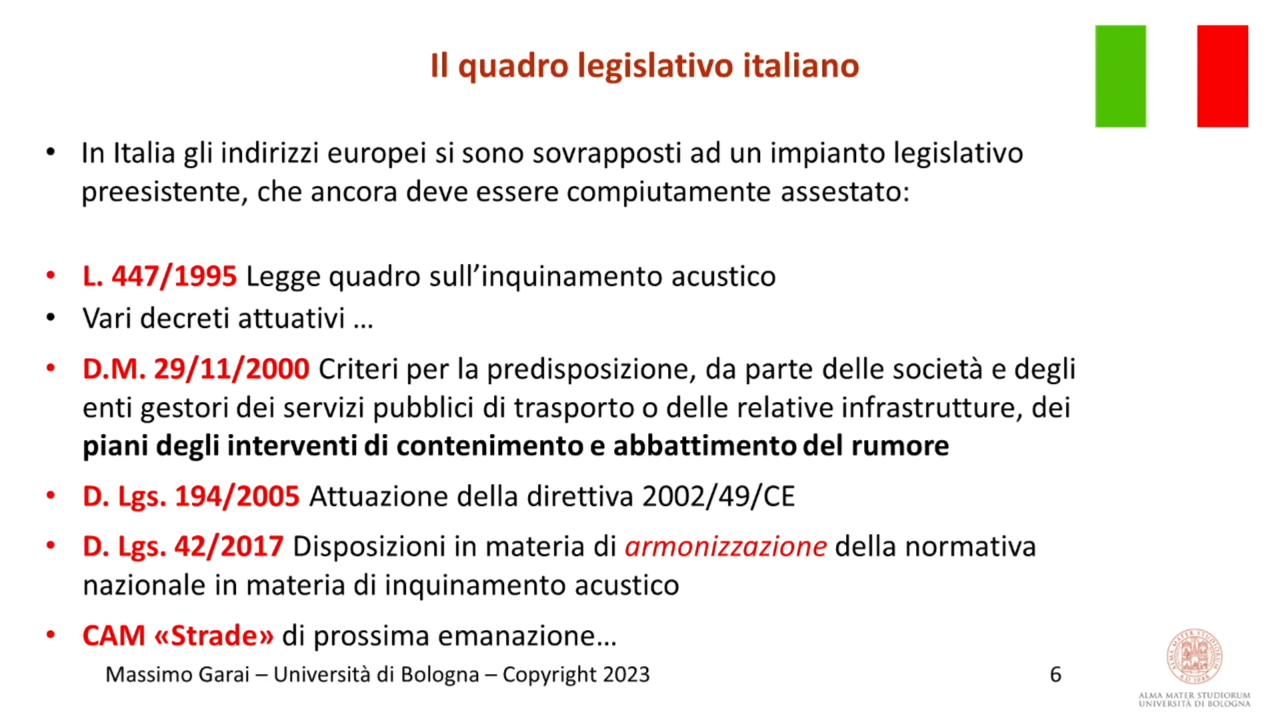 Il quadro legislativo italiano
• In Italia gli indirizzi europei si sono sovrapposti ad un impianto legislativo
preesistente, che ancora deve essere compiutamente assestato:
• L. 447/1995 Legge quadro sull’inquinamento acustico
• Vari decreti attuativi …
• D.M. 29/11/2000 Criteri per la predisposizione, da parte delle società e degli
enti gestori dei servizi pubblici di trasporto o delle relative infrastrutture, dei
piani degli interventi di contenimento e abbattimento del rumore
• D. Lgs. 194/2005 Attuazione della direttiva 2002/49/CE
• D. Lgs. 42/2017 Disposizioni in materia di armonizzazione della normativa
nazionale in materia di inquinamento acustico
• CAM «Strade» di prossima emanazione…
Massimo Garai – Università di Bologna – Copyright 2023
6
ALMA MATER STUDIORUM
UNIVERSITÀ DI BOLOGNA